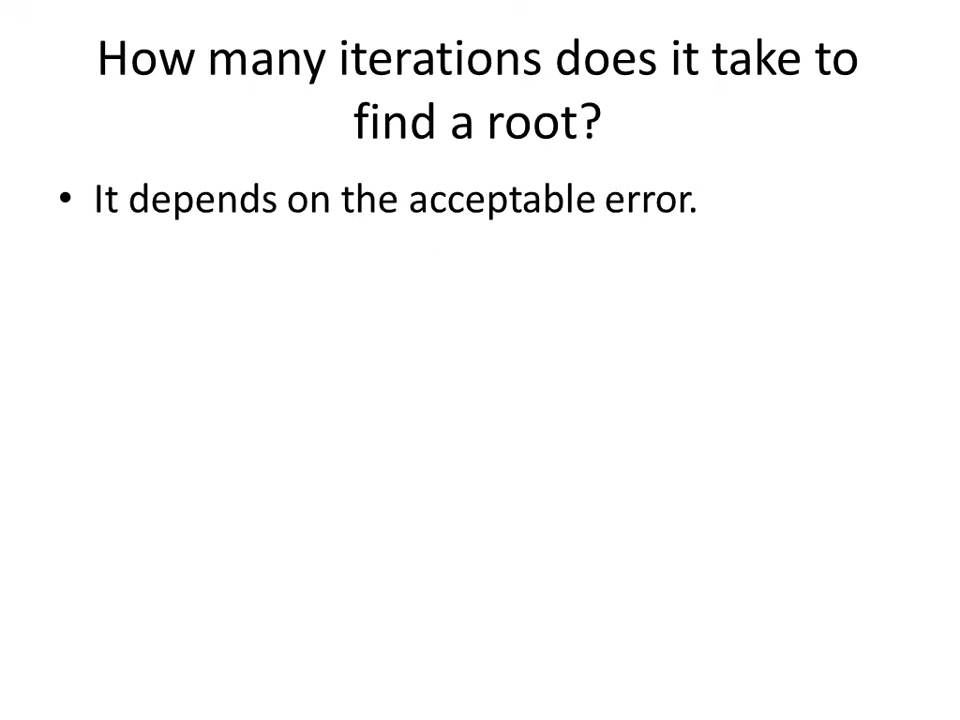 How many iterations does it take to
find a root?
• It depends on the acceptable error.